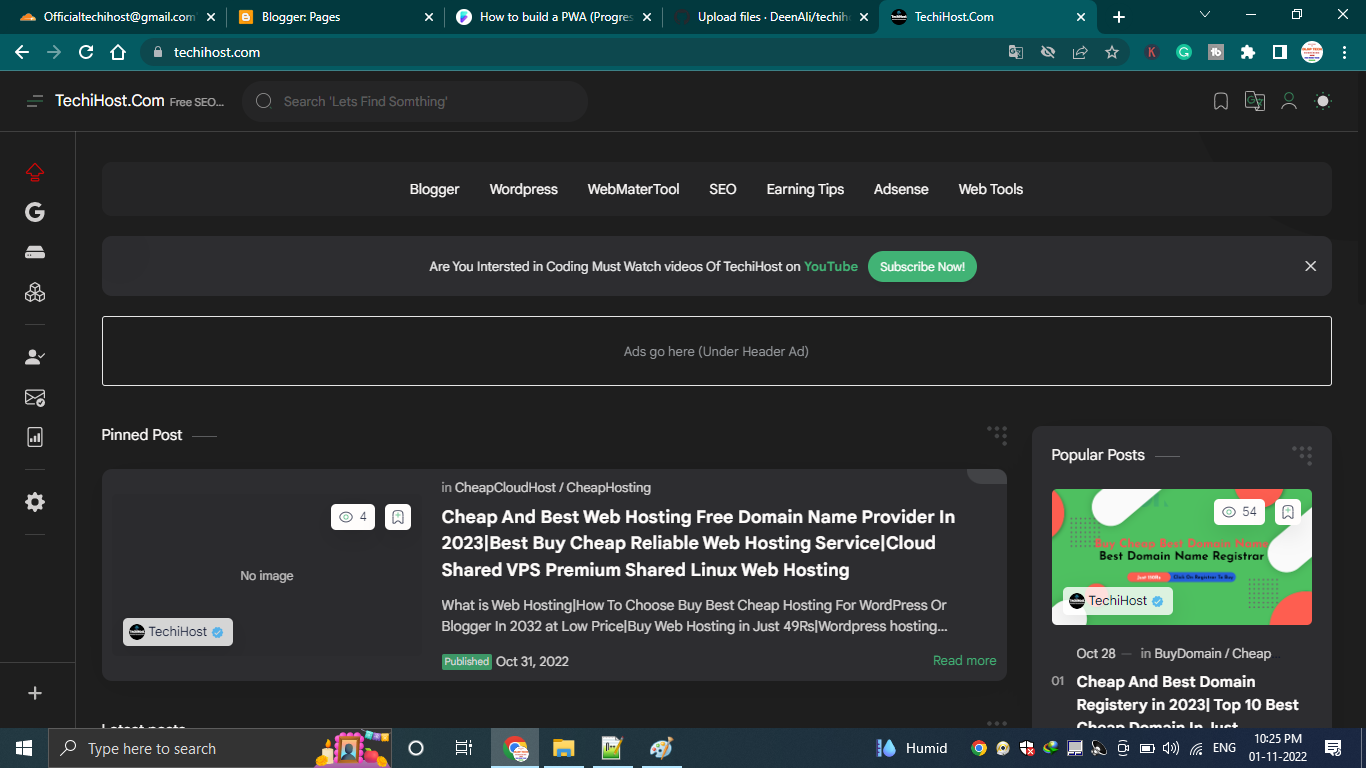 Officialtechihost@gmail.com
Blogger: Pages
How to build a PWA (Progres
Upload files · DeenAli/techih
TechiHost.Com
techihost.com
TechiHost.Com Free SEO...
Search 'Lets Find Somthing'
Blogger Wordpress WebMaterTool SEO Earning Tips Adsense Web Tools
Are You Intersted in Coding Must Watch videos Of TechiHost on YouTube Subscribe Now!
Ads go here (Under Header Ad)
Pinned Post
4
No image
TechiHost
in CheapCloudHost / CheapHosting
Cheap And Best Web Hosting Free Domain Name Provider In
2023|Best Buy Cheap Reliable Web Hosting Service|Cloud
Shared VPS Premium Shared Linux Web Hosting
What is Web Hosting|How To Choose Buy Best Cheap Hosting For WordPress Or
Blogger In 2032 at Low Price|Buy Web Hosting in Just 49Rs|Wordpress hosting...
Published Oct 31, 2022
Read more
Latest posts
Popular Posts
54
Buy Cheap Best Domain Name
Best Domain Name Registrar
Just 100Rs Click On Register To Buy
TechiHost
Oct 28 — in BuyDomain / Cheap
01 Cheap And Best Domain
Registery in 2023| Top 10 Best
Cheap Domain In Just
Type here to search
Humid
ENG
10:25 PM
01-11-2022